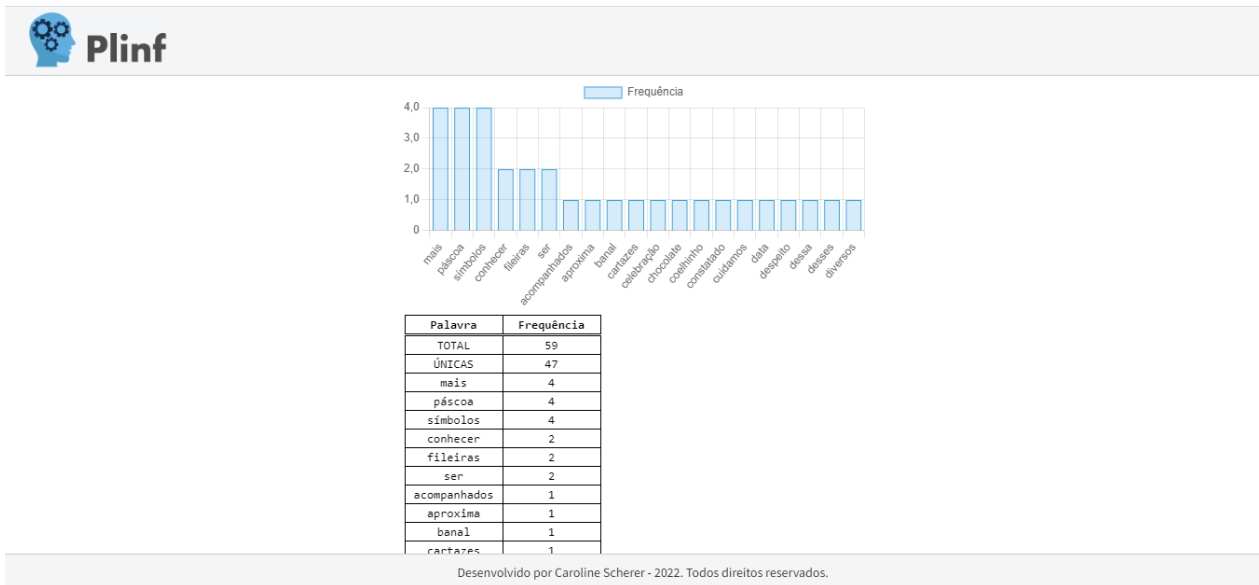 Plinf
Frequência
4,0
3,0
2,0
1,0
0
mais
páscoa
símbolos
conhecer
fileiras
ser
acompanhados
aproxima
banal
cartazes
celebração
chocolate
coelhinho
constatado
cuidamos
data
despeito
dessa
desses
diversos
Palavra Frequência
TOTAL 59
ÚNICAS 47
mais 4
páscoa 4
símbolos 4
conhecer 2
fileiras 2
ser 2
acompanhados 1
aproxima 1
banal 1
cartazes 1
Desenvolvido por Caroline Scherer - 2022. Todos direitos reservados.